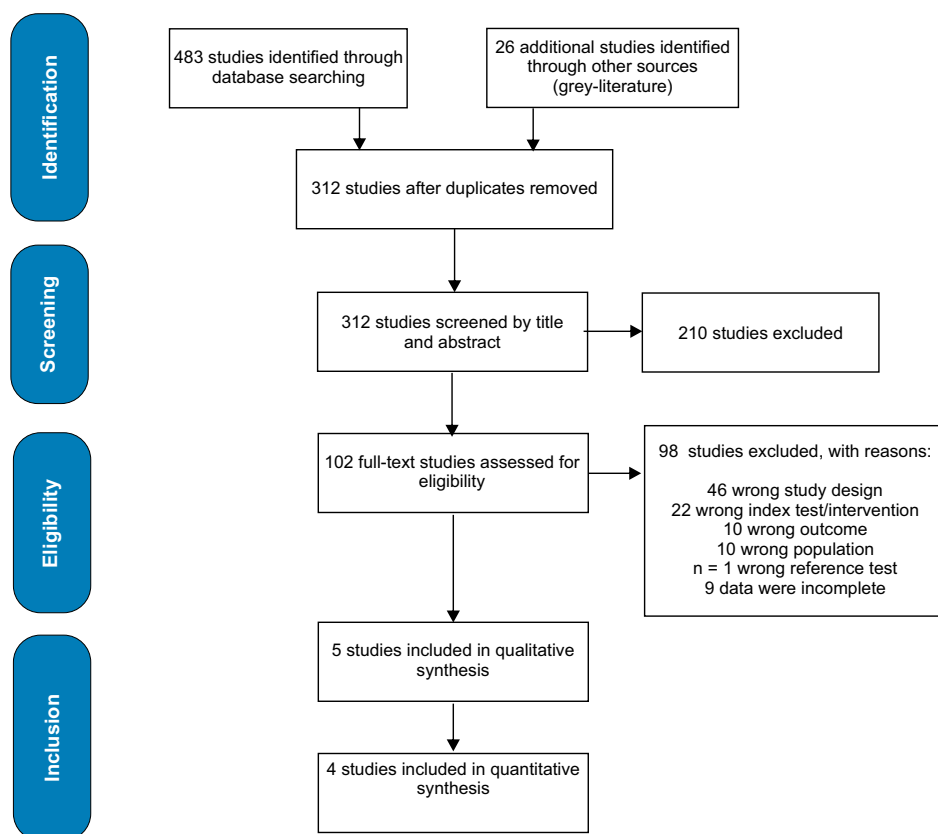 Identification
483 studies identified through
database searching
26 additional studies identified
through other sources
(grey-literature)
312 studies after duplicates removed
Screening
312 studies screened by title
and abstract
210 studies excluded
Eligibility
102 full-text studies assessed for
eligibility
98 studies excluded, with reasons:
46 wrong study design
22 wrong index test/intervention
10 wrong outcome
10 wrong population
n = 1 wrong reference test
9 data were incomplete
Inclusion
5 studies included in qualitative
synthesis
4 studies included in quantitative
synthesis